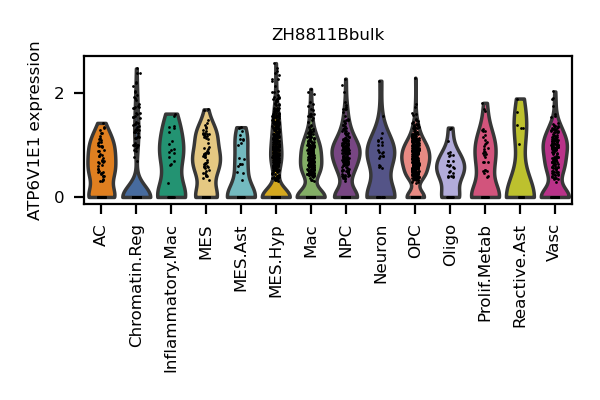 ZH8811Bbulk
ATP6V1E1 expression
2
0
AC
Chromatin.Reg
Inflammatory.Mac
MES
MES.Ast
MES.Hyp
Mac
NPC
Neuron
OPC
Oligo
Prolif.Metab
Reactive.Ast
Vasc